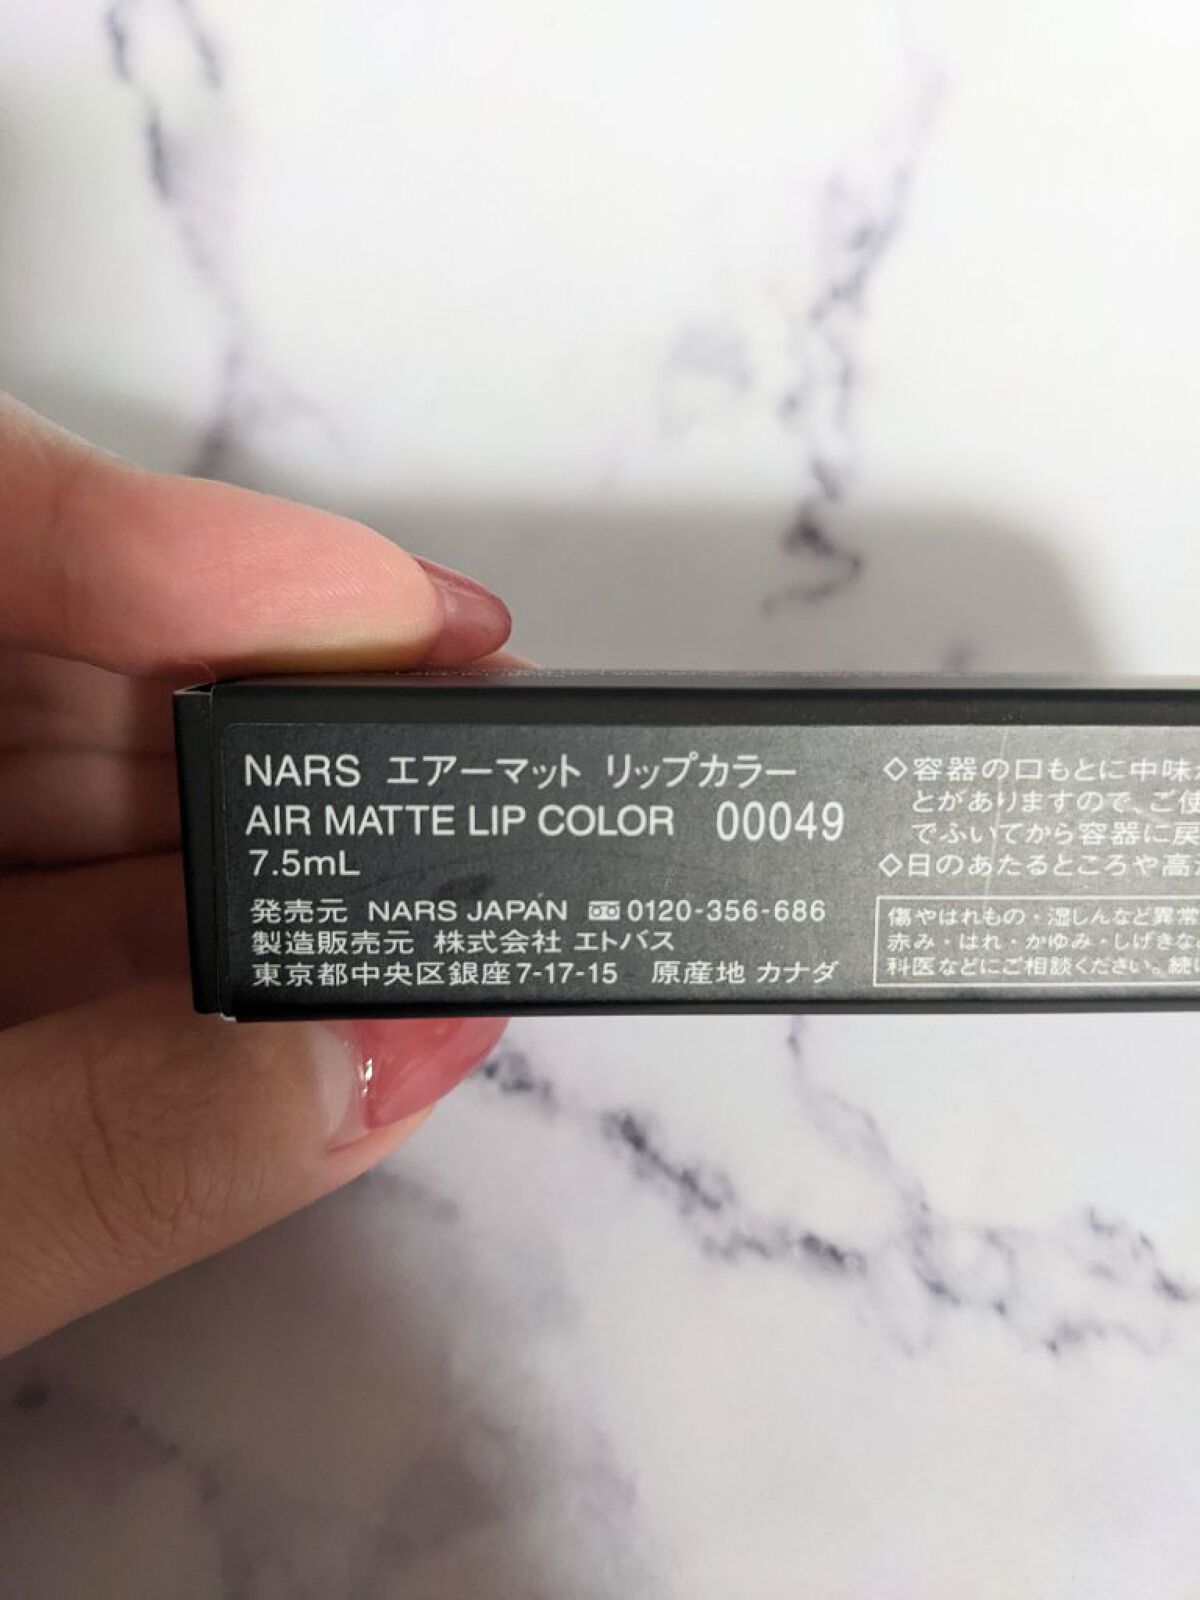 NARS エアーマット リップカラー
AIR MATTE LIP COLOR 00049
7.5mL
発売元 NARS JAPAN 0120-356-686
製造販売元 株式会社 エトバス
東京都中央区銀座7-17-15 原産地 カナダ
◇容器の口もとに中味
とがありますので、ご使
でふいてから容器に戻
◇日のあたるところや高
傷やはれもの・湿しんなど異常
赤み・はれ・かゆみ・しげきな
科医などにご相談ください。続